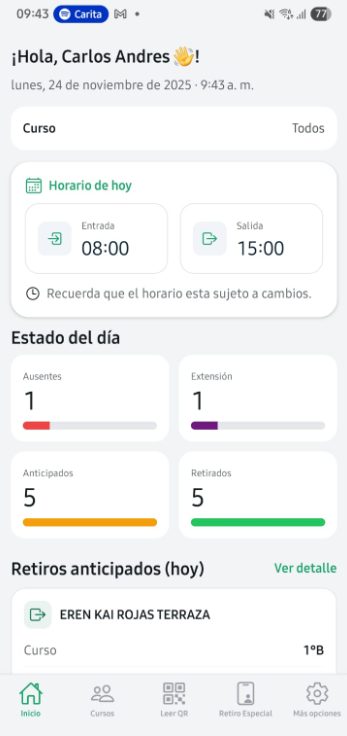 09:43 Carita 77
¡Hola, Carlos Andres 👋!
lunes, 24 de noviembre de 2025 · 9:43 a. m.
Curso Todos
Horario de hoy
Entrada
08:00
Salida
15:00
Recuerda que el horario esta sujeto a cambios.
Estado del día
Ausentes
1
Extensión
1
Anticipados
5
Retirados
5
Retiros anticipados (hoy) Ver detalle
EREN KAI ROJAS TERRAZA
Curso 1°B
Inicio Cursos Leer QR Retiro Especial Más opciones